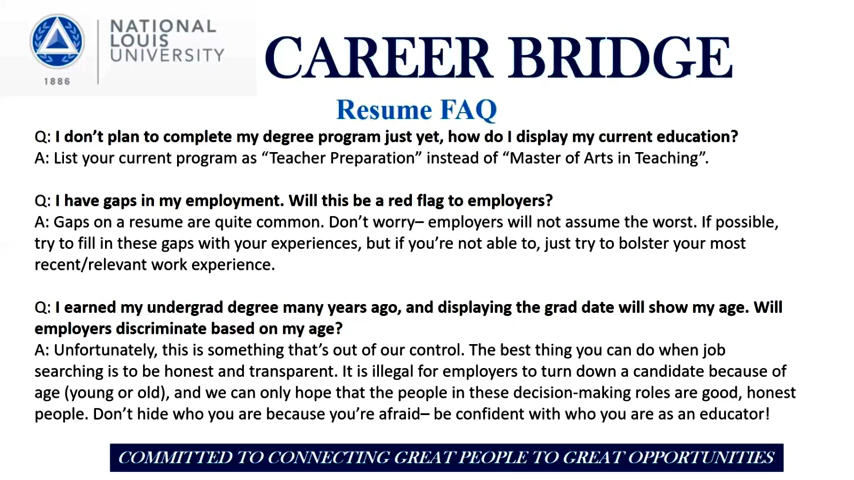 NATIONAL
LOUIS
UNIVERSITY
1886
CAREER BRIDGE
Resume FAQ
Q: I don’t plan to complete my degree program just yet, how do I display my current education?
A: List your current program as “Teacher Preparation” instead of “Master of Arts in Teaching”.
Q: I have gaps in my employment. Will this be a red flag to employers?
A: Gaps on a resume are quite common. Don’t worry– employers will not assume the worst. If possible,
try to fill in these gaps with your experiences, but if you’re not able to, just try to bolster your most
recent/relevant work experience.
Q: I earned my undergrad degree many years ago, and displaying the grad date will show my age. Will
employers discriminate based on my age?
A: Unfortunately, this is something that’s out of our control. The best thing you can do when job
searching is to be honest and transparent. It is illegal for employers to turn down a candidate because of
age (young or old), and we can only hope that the people in these decision-making roles are good, honest
people. Don’t hide who you are because you’re afraid– be confident with who you are as an educator!
COMMITTED TO CONNECTING GREAT PEOPLE TO GREAT OPPORTUNITIES